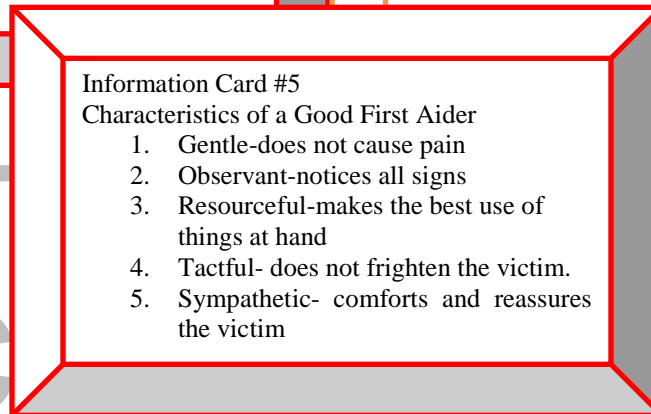 Information Card #5
Characteristics of a Good First Aider
1. Gentle-does not cause pain
2. Observant-notices all signs
3. Resourceful-makes the best use of
things at hand
4. Tactful- does not frighten the victim.
5. Sympathetic- comforts and reassures
the victim